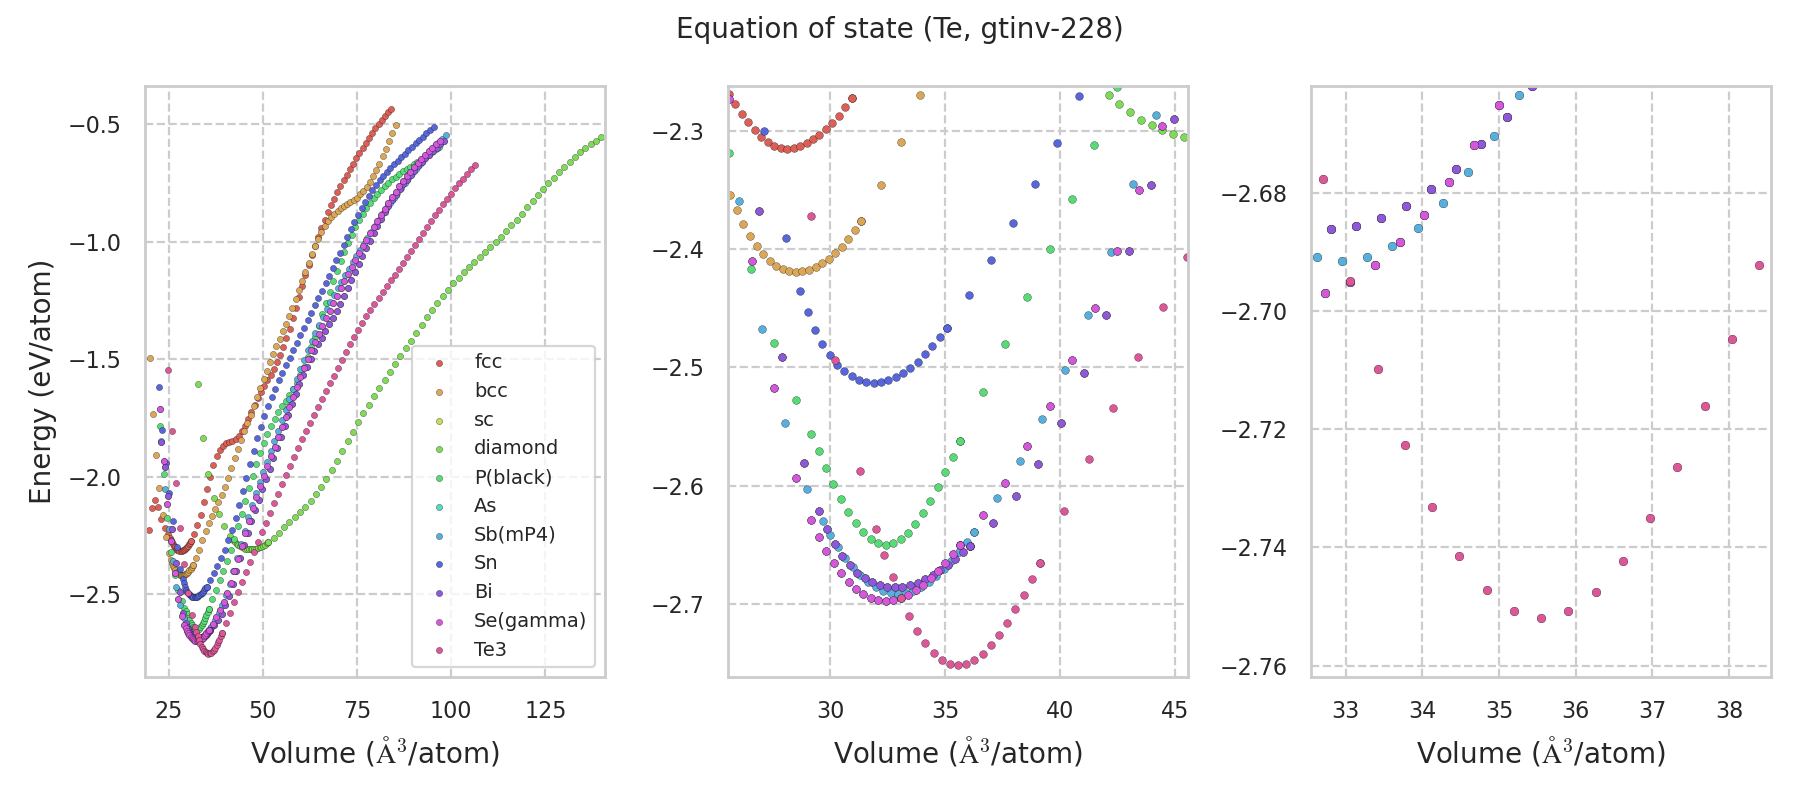 Equation of state (Te, gtinv-228)
Energy (eV/atom)
−0.5
−1.0
−1.5
−2.0
−2.5
25 50 75 100 125
Volume (Å³/atom)
fcc
bcc
sc
diamond
P(black)
As
Sb(mP4)
Sn
Bi
Se(gamma)
Te3
−2.3
−2.4
−2.5
−2.6
−2.7
30 35 40 45
Volume (Å³/atom)
−2.68
−2.70
−2.72
−2.74
−2.76
33 34 35 36 37 38
Volume (Å³/atom)